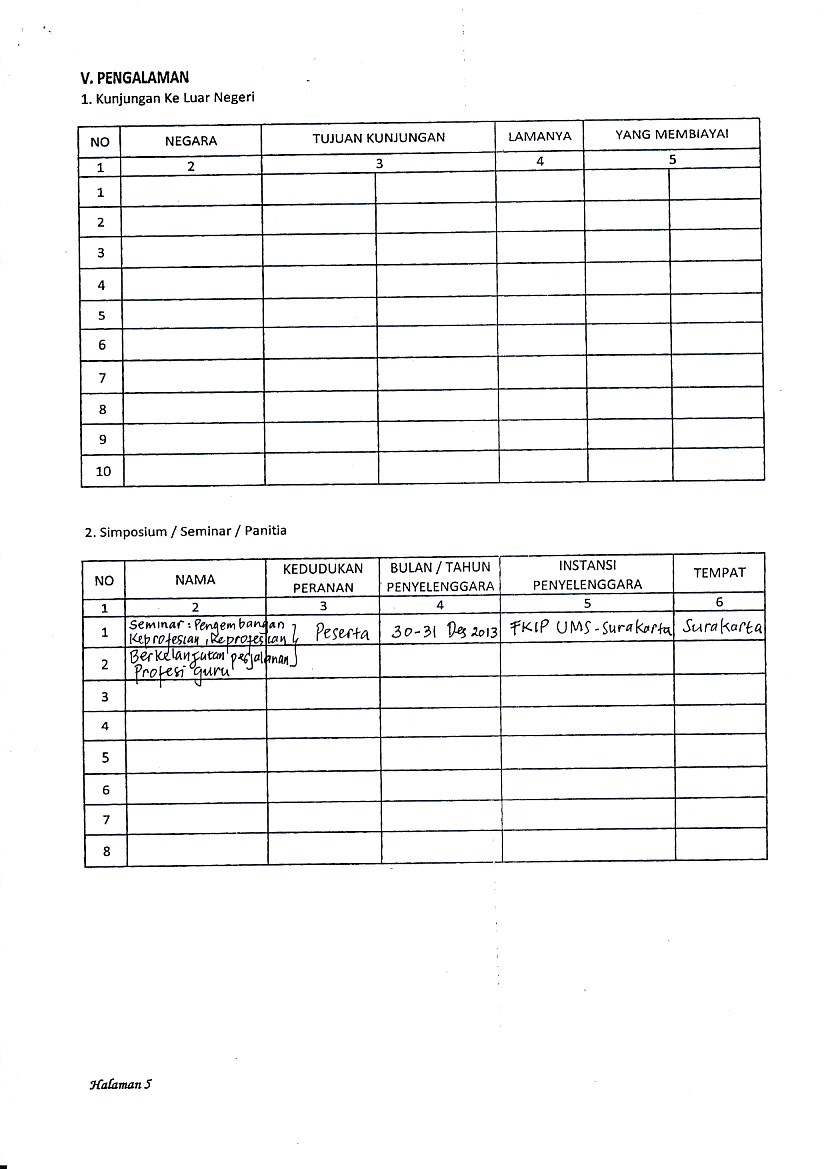 V. PENGALAMAN
1. Kunjungan Ke Luar Negeri
NO NEGARA TUJUAN KUNJUNGAN LAMANYA YANG MEMBIAYAI
1 2 3 4 5
1
2
3
4
5
6
7
8
9
10
2. Simposium / Seminar / Panitia
NO NAMA KEDUDUKAN PERANAN BULAN / TAHUN PENYELENGGARA INSTANSI PENYELENGGARA TEMPAT
1 2 3 4 5 6
1 Seminar : Pengembangan Keprofesian, Keprofesian Peserta 30-31 Des 2013 FKIP UMS - Surakarta Surakarta
2 Berkelanjutan perjalanan Profesi guru
3
4
5
6
7
8
Halaman 5